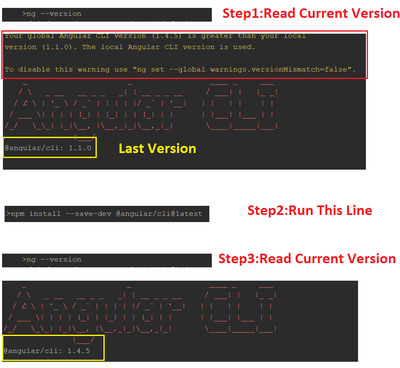 >ng --version
Step1:Read Current Version
Your global Angular CLI version (1.4.5) is greater than your local
version (1.1.0). The local Angular CLI version is used.
To disable this warning use "ng set --global warnings.versionMismatch=false".
@angular/cli: 1.1.0
Last Version
>npm install --save-dev @angular/cli@latest
Step2:Run This Line
>ng --version
Step3:Read Current Version
@angular/cli: 1.4.5